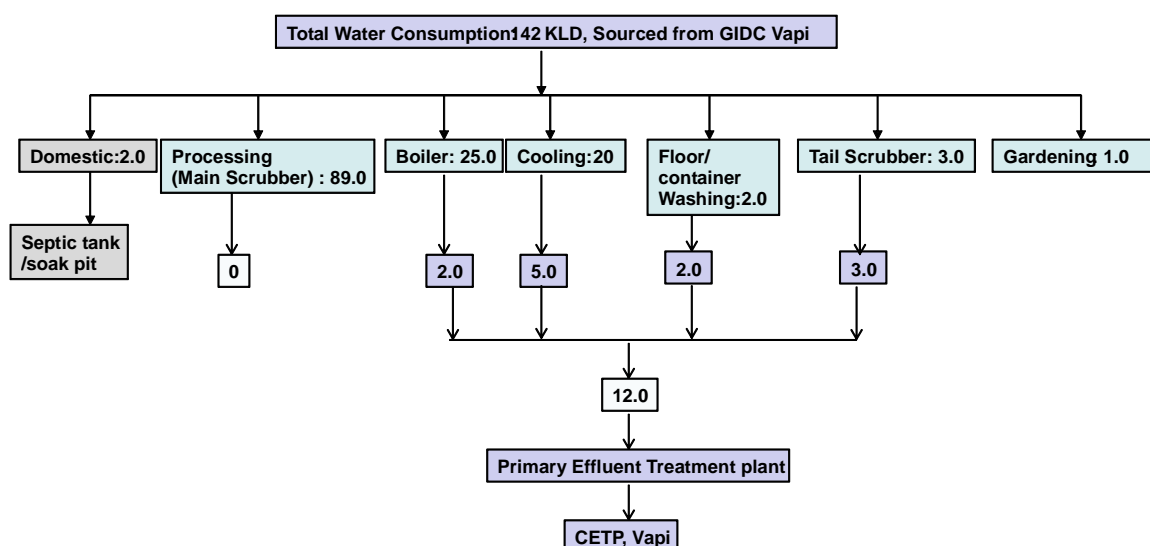 Total Water Consumption:142 KLD, Sourced from GIDC Vapi
Domestic:2.0
Processing
(Main Scrubber) : 89.0
Boiler: 25.0
Cooling:20
Floor/
container
Washing:2.0
Tail Scrubber: 3.0
Gardening 1.0
Septic tank
/soak pit
0
2.0
5.0
2.0
3.0
12.0
Primary Effluent Treatment plant
CETP, Vapi